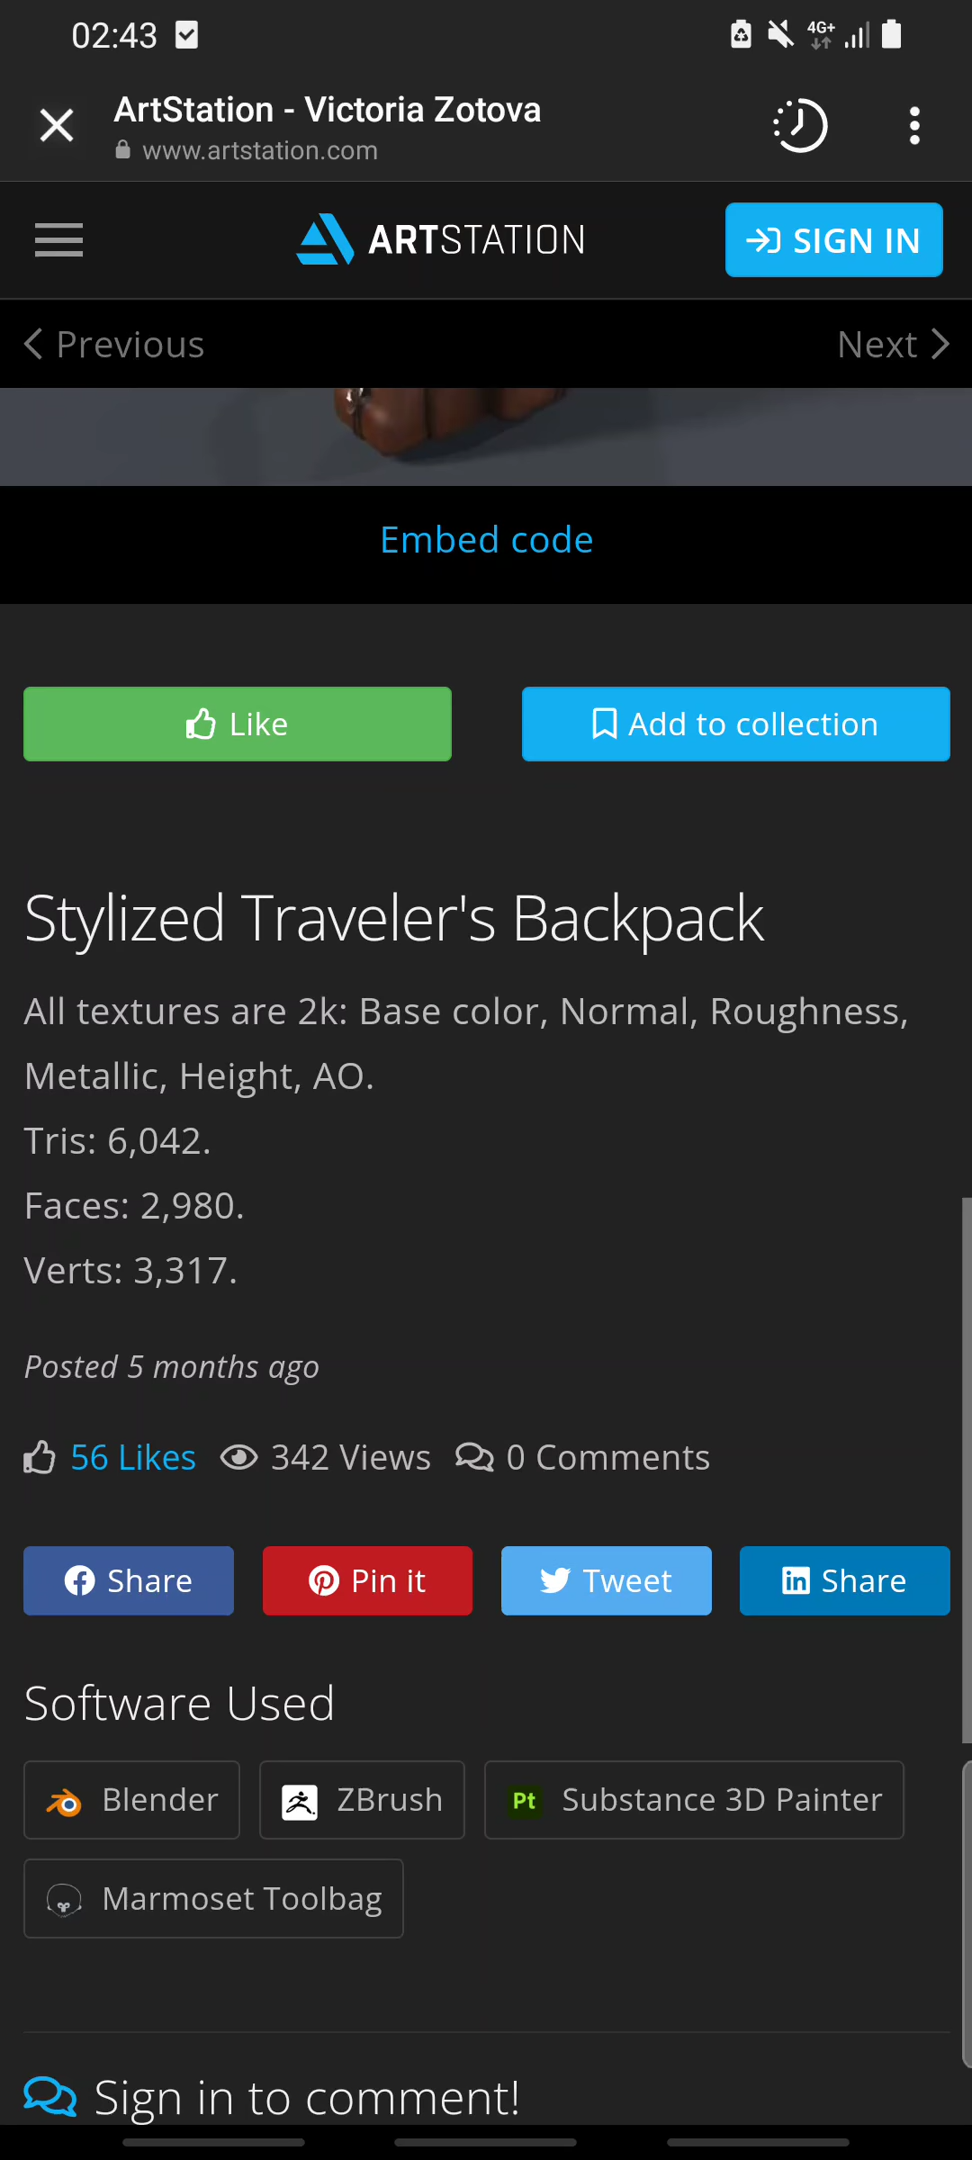 02:43
4G+
ArtStation - Victoria Zotova
www.artstation.com
ARTSTATION
SIGN IN
Previous
Next
Embed code
Like
Add to collection
Stylized Traveler's Backpack
All textures are 2k: Base color, Normal, Roughness,
Metallic, Height, AO.
Tris: 6,042.
Faces: 2,980.
Verts: 3,317.
Posted 5 months ago
56 Likes 342 Views 0 Comments
Share Pin it Tweet in Share
Software Used
Blender ZBrush Pt Substance 3D Painter
Marmoset Toolbag
Sign in to comment!